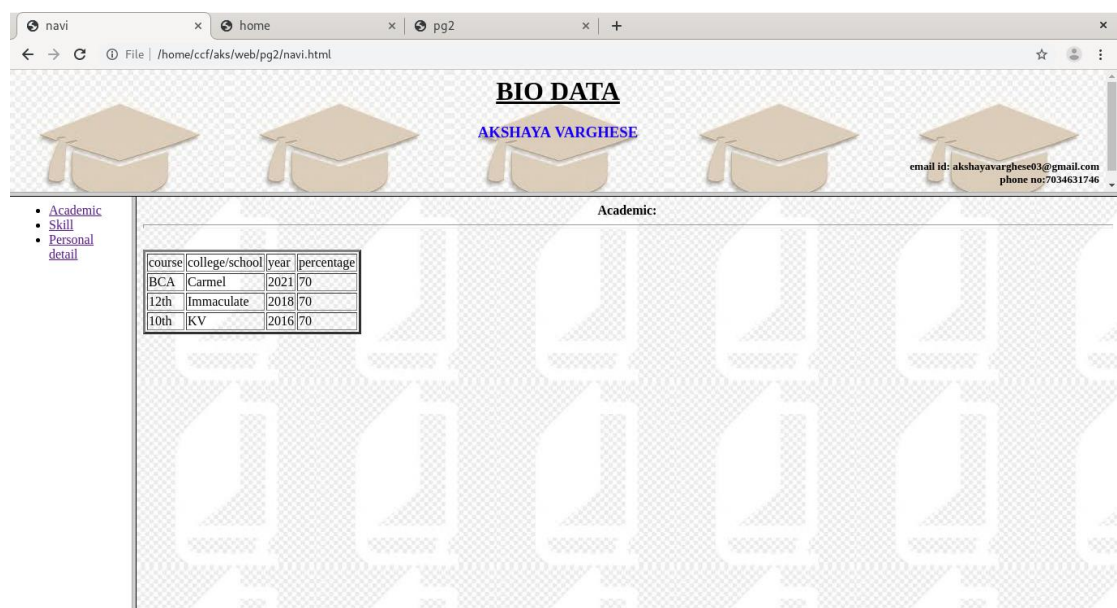 navi
home
pg2
File | /home/ccf/aks/web/pg2/navi.html
BIO DATA
AKSHAYA VARGHESE
email id: akshayavarghese03@gmail.com
phone no:7034631746
Academic
Skill
Personal
detail
Academic:
course college/school year percentage
BCA Carmel 2021 70
12th Immaculate 2018 70
10th KV 2016 70